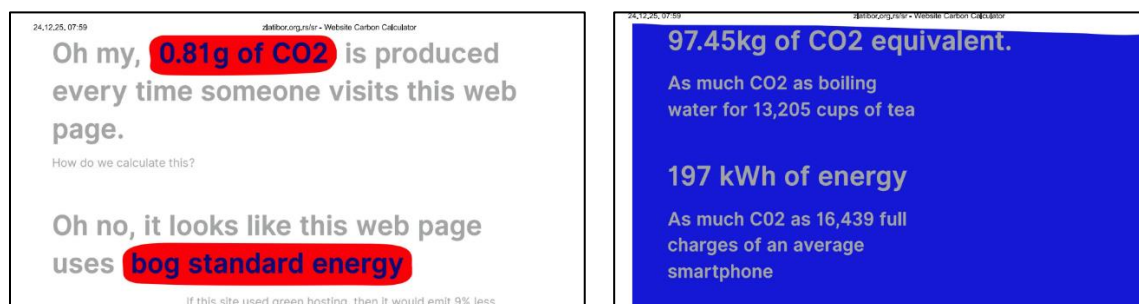 24.12.25, 07:59 zlatibor.org.rs/sr - Website Carbon Calculator
Oh my, 0.81g of CO2 is produced
every time someone visits this web
page.
How do we calculate this?
Oh no, it looks like this web page
uses bog standard energy
If this site used green hosting, then it would emit 9% less
24.12.25, 07:59 zlatibor.org.rs/sr - Website Carbon Calculator
97.45kg of CO2 equivalent.
As much CO2 as boiling
water for 13,205 cups of tea
197 kWh of energy
As much C02 as 16,439 full
charges of an average
smartphone